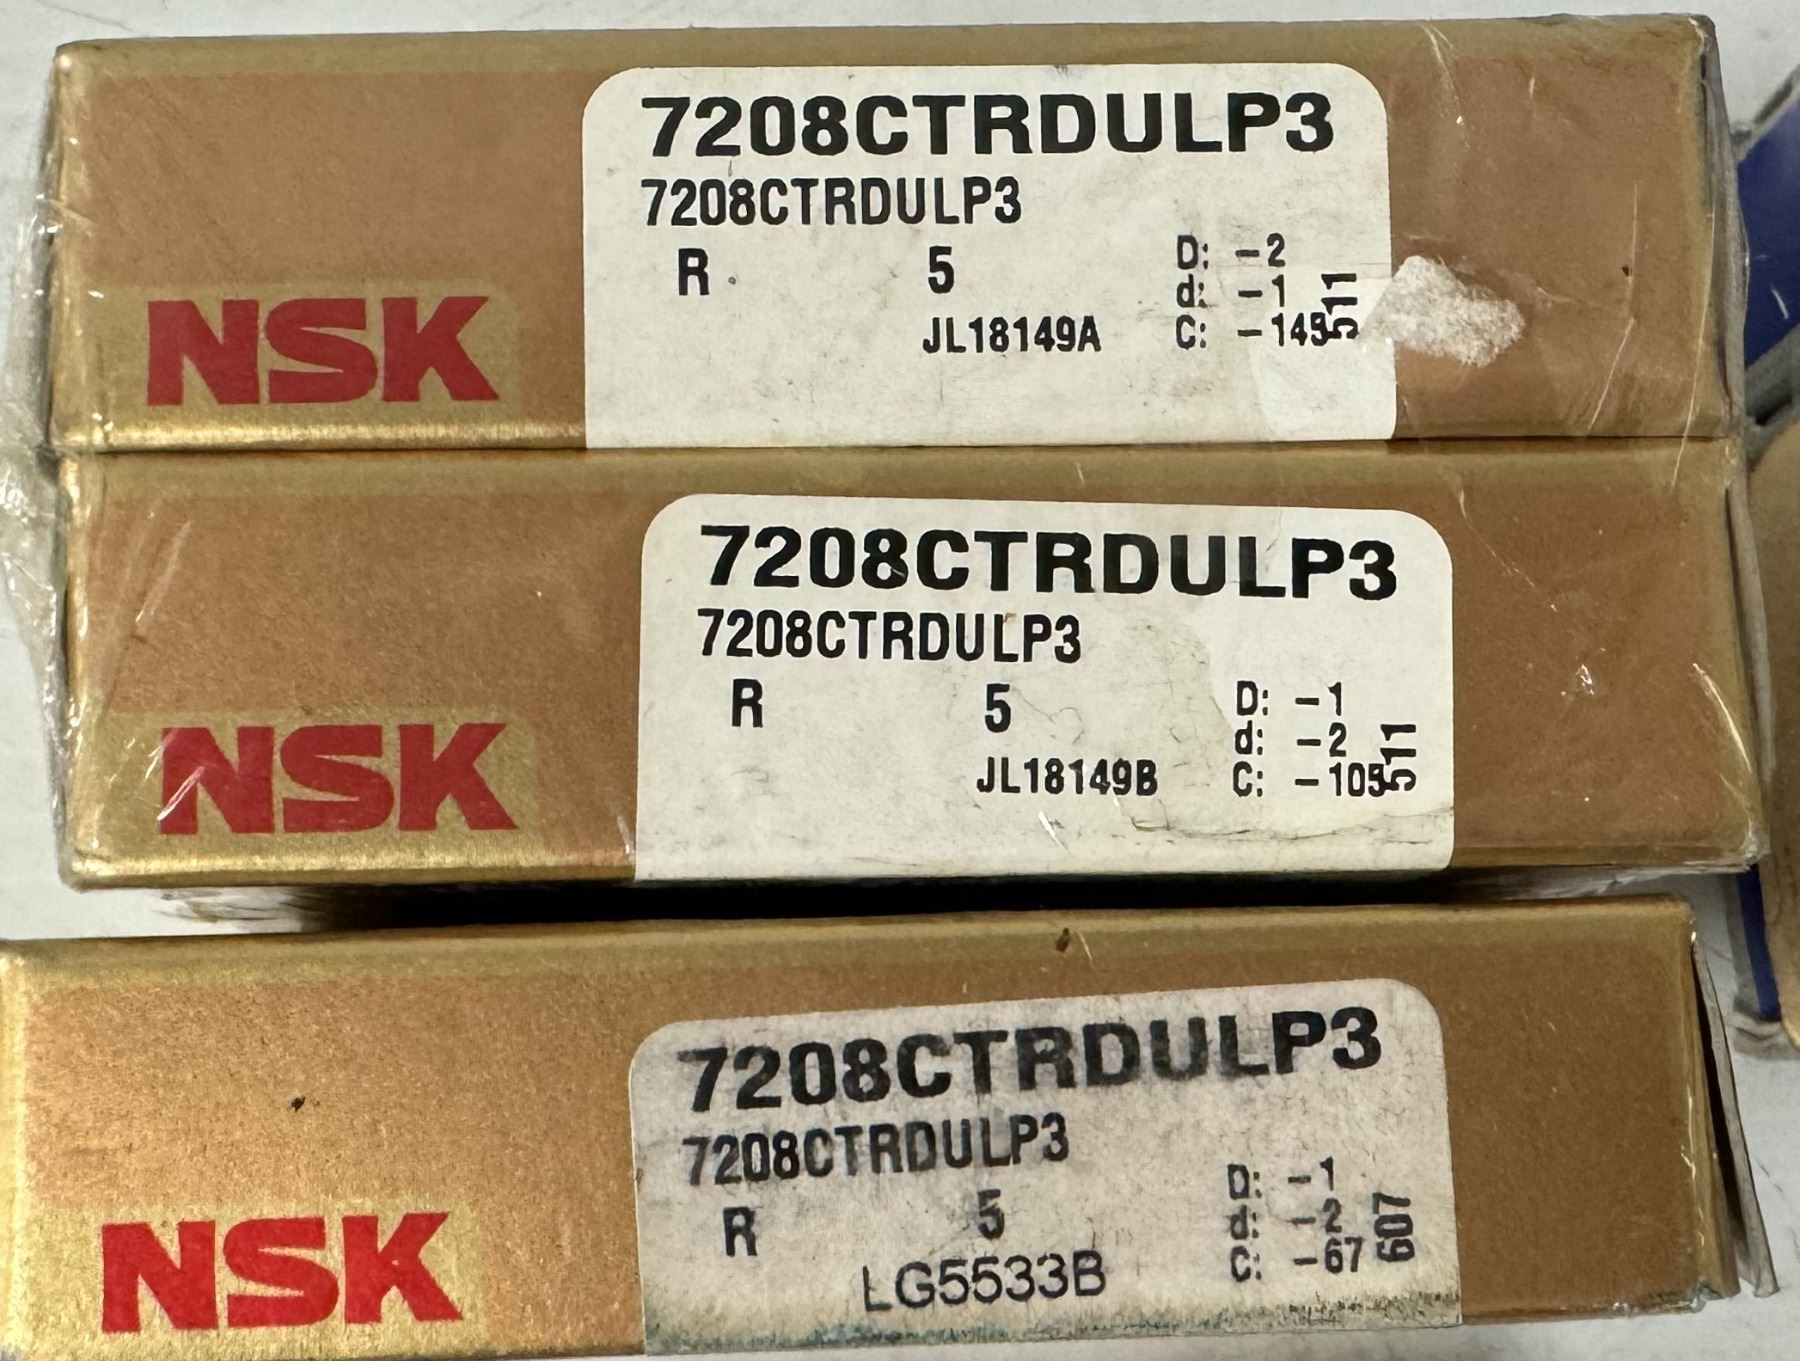 7208CTRDULP3
7208CTRDULP3
R 5 D: -2
d: -1
JL18149A C: -145
511
NSK
7208CTRDULP3
7208CTRDULP3
R 5 D: -1
d: -2
JL18149B C: -105
511
NSK
7208CTRDULP3
7208CTRDULP3
R 5 D: -1
d: -2
LG5533B C: -67
607
NSK